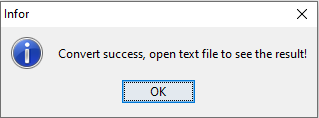 Infor
Convert success, open text file to see the result!
OK